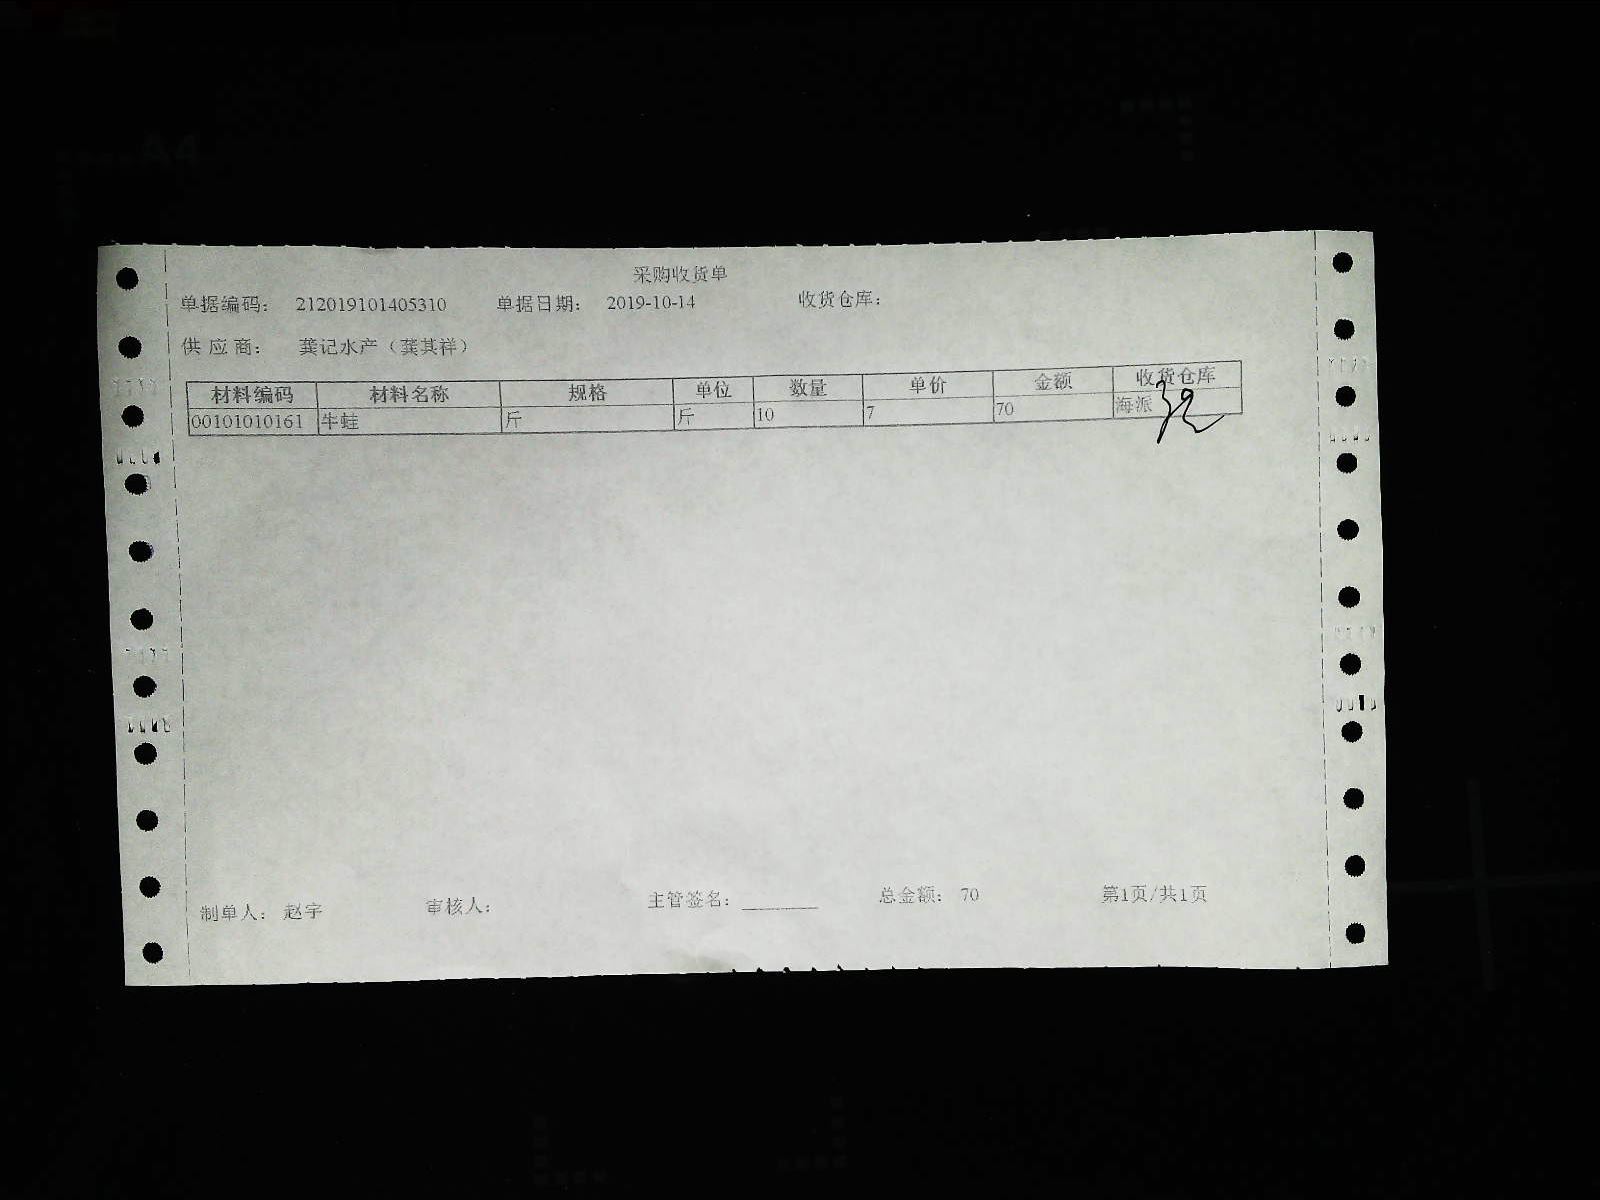 采购收货单
单据编码： 212019101405310 单据日期： 2019-10-14 收货仓库：
供应商： 龚记水产（龚其祥）
材料编码 材料名称 规格 单位 数量 单价 金额 收货仓库
00101010161 牛蛙 斤 斤 10 7 70 海派
制单人： 赵宇 审核人： 主管签名：________ 总金额： 70 第1页/共1页